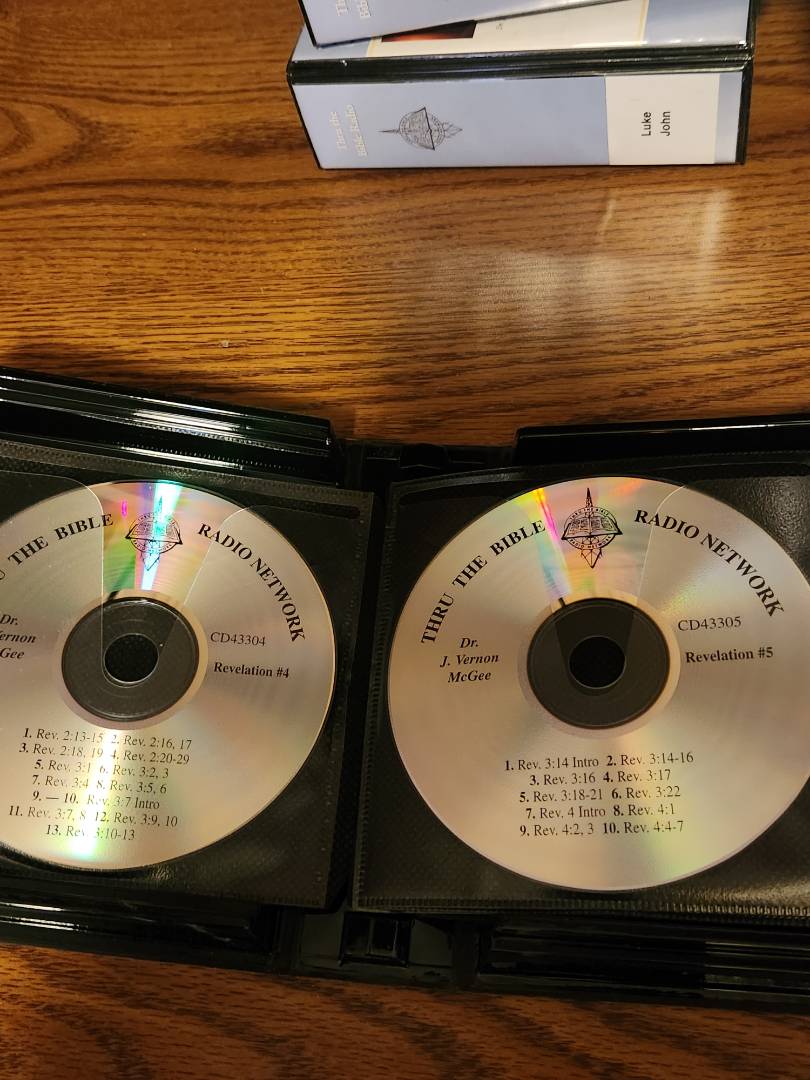 Thru the
Bible Radio
Luke
John
THE BIBLE RADIO NETWORK
Dr.
CD43304
Revelation #4
1. Rev. 2:13-15 2. Rev. 2:16, 17
3. Rev. 2:18, 19 4. Rev. 2:20-29
5. Rev. 3:1 6. Rev. 3:2, 3
7. Rev. 3:4 8. Rev. 3:5, 6
9. — 10. Rev. 3:7 Intro
11. Rev. 3:7, 8 12. Rev. 3:9, 10
13. Rev. 3:10-13
THRU THE BIBLE RADIO NETWORK
Dr.
J. Vernon
McGee
CD43305
Revelation #5
1. Rev. 3:14 Intro 2. Rev. 3:14-16
3. Rev. 3:16 4. Rev. 3:17
5. Rev. 3:18-21 6. Rev. 3:22
7. Rev. 4 Intro 8. Rev. 4:1
9. Rev. 4:2, 3 10. Rev. 4:4-7